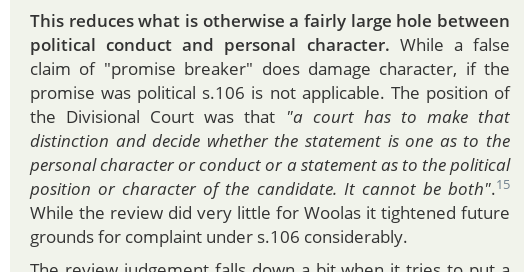 This reduces what is otherwise a fairly large hole between
political conduct and personal character. While a false
claim of "promise breaker" does damage character, if the
promise was political s.106 is not applicable. The position of
the Divisional Court was that "a court has to make that
distinction and decide whether the statement is one as to the
personal character or conduct or a statement as to the political
position or character of the candidate. It cannot be both".15
While the review did very little for Woolas it tightened future
grounds for complaint under s.106 considerably.
The review judgement falls down a bit when it tries to put a